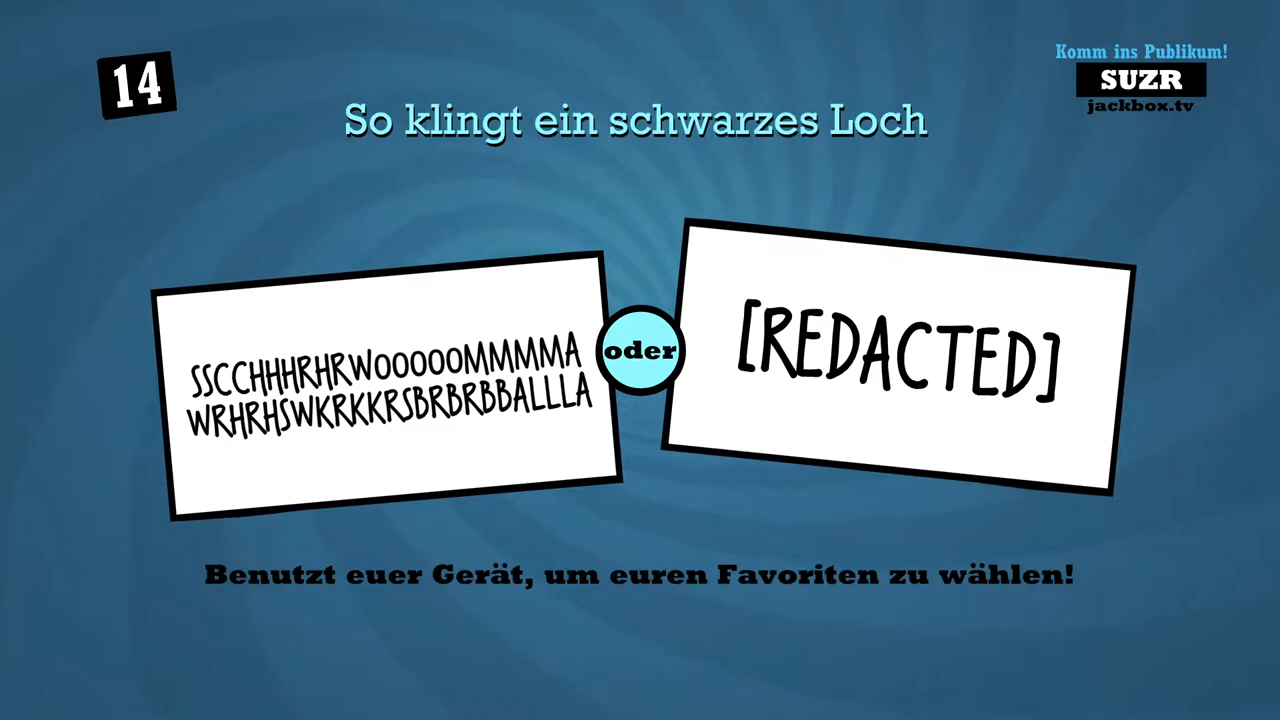 14
Komm ins Publikum!
SUZR
jackbox.tv
So klingt ein schwarzes Loch
SSCCHHHRHRWOOOOOMMMMA
WRHRHSWKRKKRSBRBRBBALLLA
oder
[REDACTED]
Benutzt euer Gerät, um euren Favoriten zu wählen!